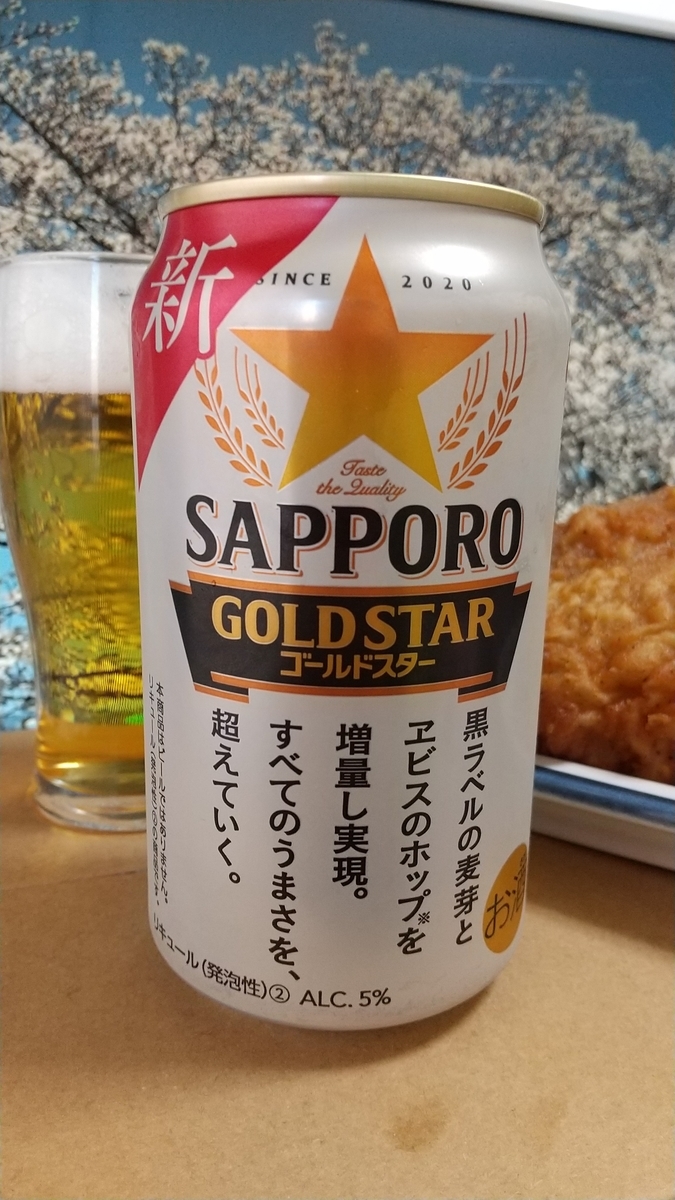 新
SINCE 2020
Taste
the Quality
SAPPORO
GOLD STAR
ゴールドスター
黒ラベルの麦芽と
ヱビスのホップ※を
増量し実現。
すべてのうまさを、
超えていく。
お酒
本商品はビールではありません。
リキュール(発泡性)② ALC.5%